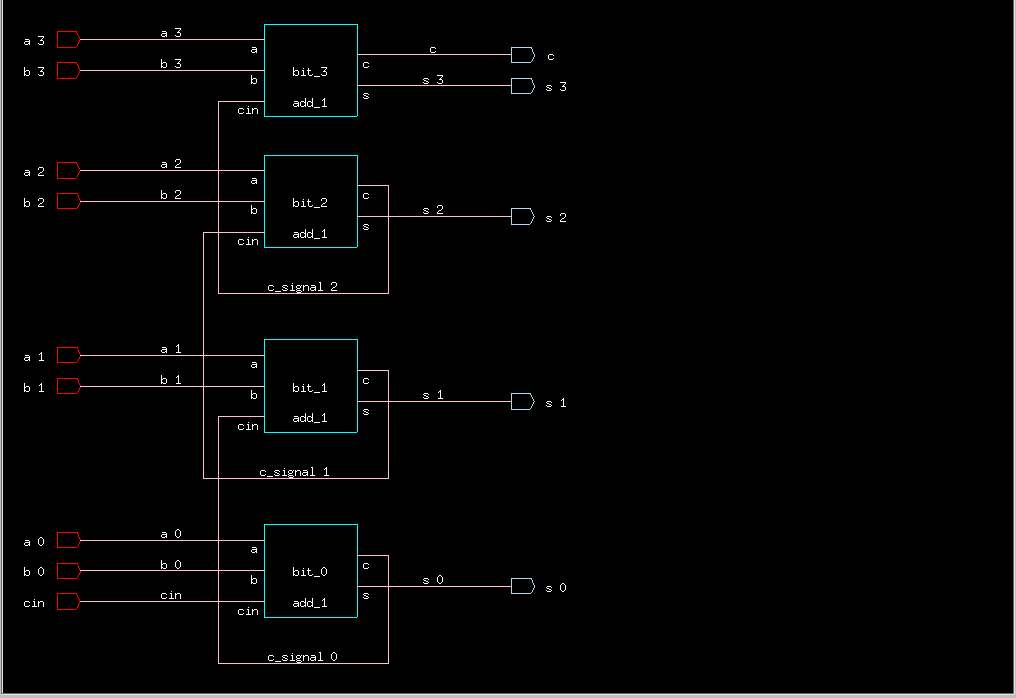 a 3 a 3 a c c c
b 3 b 3 b bit_3 s s 3 s 3
cin add_1
a 2 a 2 a c
b 2 b 2 b bit_2 s s 2 s 2
cin add_1
c_signal 2
a 1 a 1 a c
b 1 b 1 b bit_1 s s 1 s 1
cin add_1
c_signal 1
a 0 a 0 a c
b 0 b 0 b bit_0 s s 0 s 0
cin cin cin add_1
c_signal 0